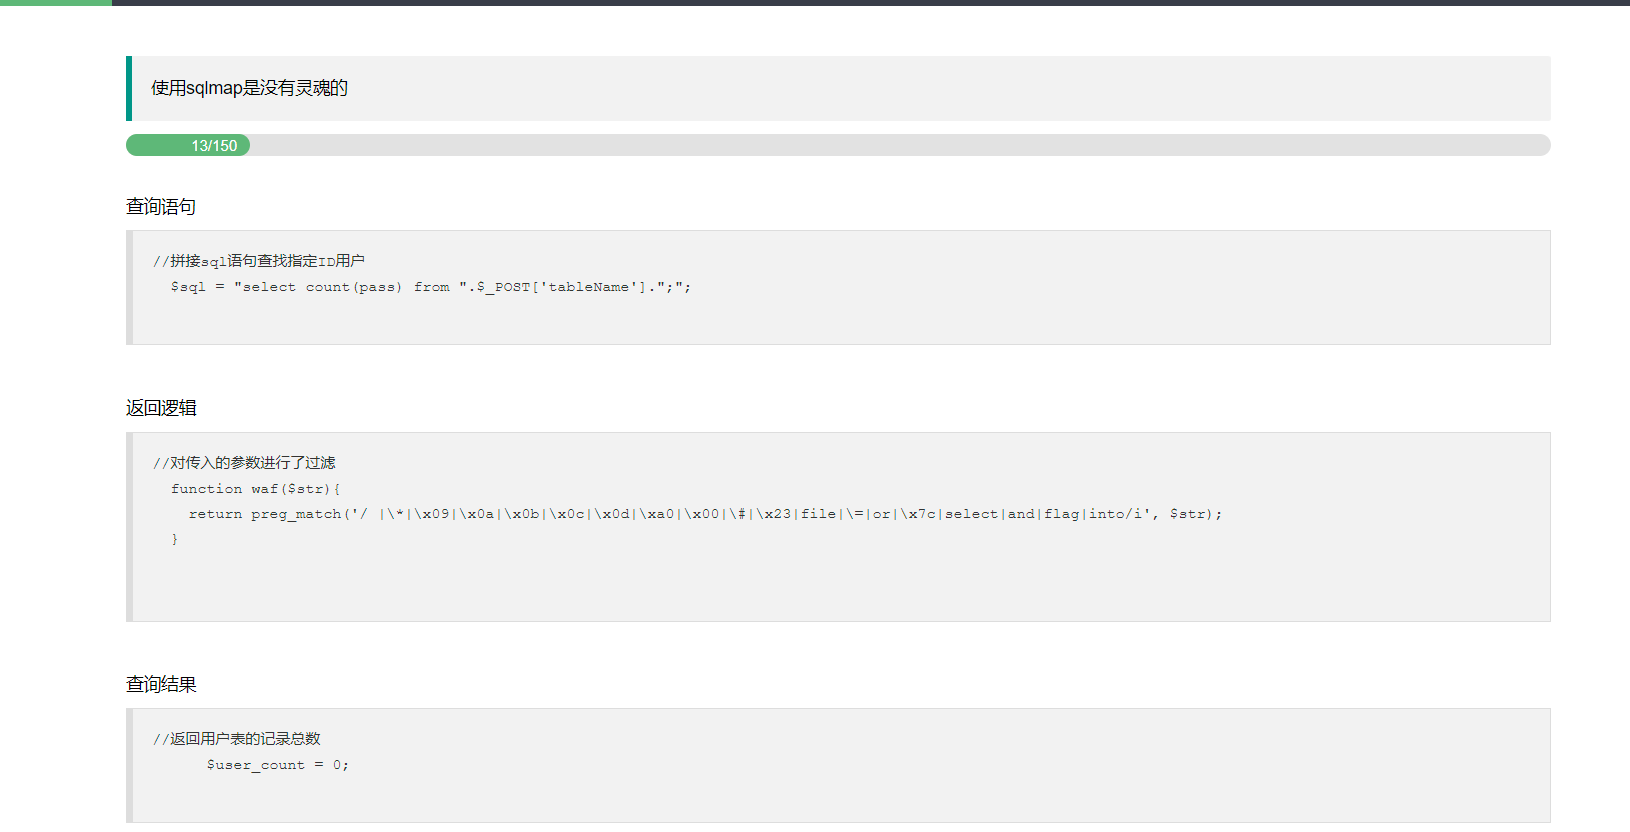 使用sqlmap是没有灵魂的
13/150
查询语句
//拼接sql语句查找指定ID用户
$sql = "select count(pass) from ".$_POST['tableName'].";";
返回逻辑
//对传入的参数进行了过滤
function waf($str){
return preg_match('/ |\*|\x09|\x0a|\x0b|\x0c|\x0d|\xa0|\x00|\#|\x23|file|\=|or|\x7c|select|and|flag|into/i', $str);
}
查询结果
//返回用户表的记录总数
$user_count = 0;